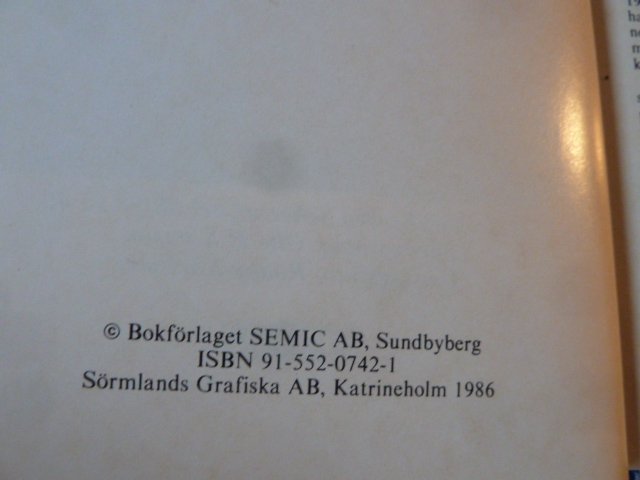 © Bokförlaget SEMIC AB, Sundbyberg
ISBN 91-552-0742-1
Sörmlands Grafiska AB, Katrineholm 1986